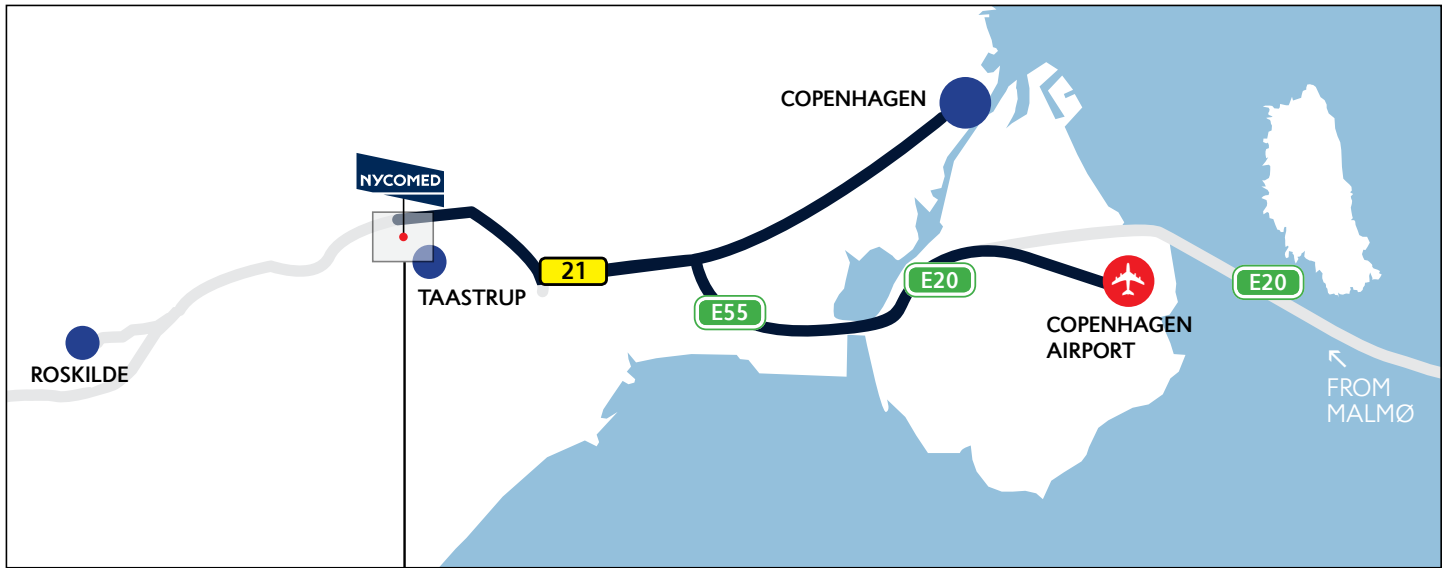 COPENHAGEN
NYCOMED
21
TAASTRUP
E55
E20
E20
COPENHAGEN
AIRPORT
ROSKILDE
FROM
MALMØ